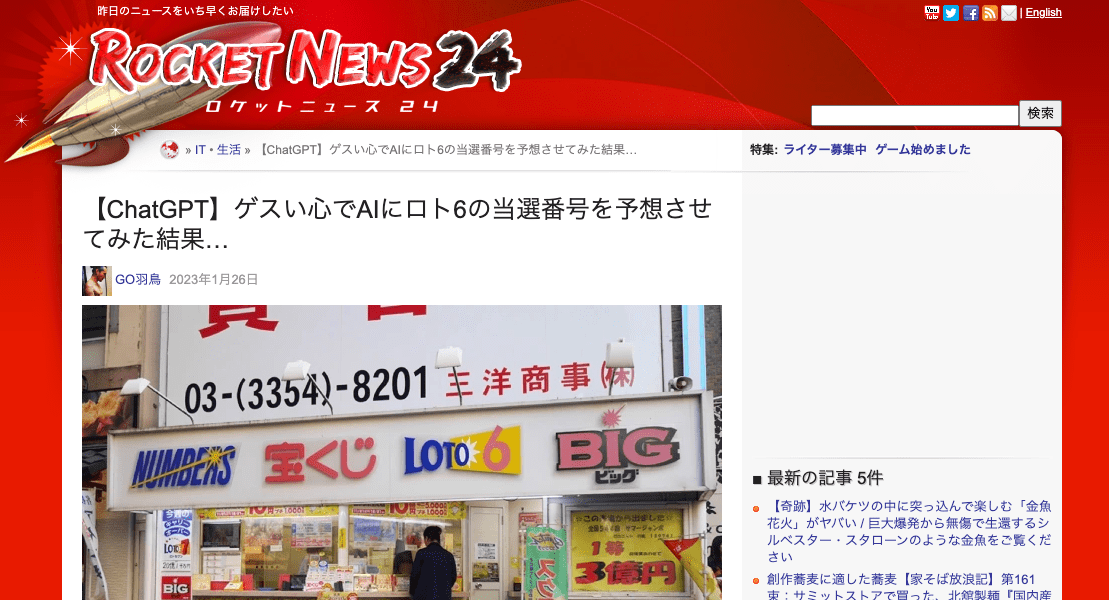 昨日のニュースをいち早くお届けしたい
You Tube
| English
ROCKET NEWS 24
ロケットニュース 24
検索
» IT・生活 » 【ChatGPT】ゲスい心でAIにロト6の当選番号を予想させてみた結果…
特集: ライター募集中 ゲーム始めました
【ChatGPT】ゲスい心でAIにロト6の当選番号を予想させ
てみた結果…
GO羽鳥 2023年1月26日
03-(3354)-8201 三洋商事㈱
NUMBERS 宝くじ LOTO6 BIG
ビッグ
LOTO6
BIG
1等
3億円
■ 最新の記事 5件
【奇跡】水バケツの中に突っ込んで楽しむ「金魚
花火」がヤバい / 巨大爆発から無傷で生還するシ
ルベスター・スタローンのような金魚をご覧くだ
さい
創作蕎麦に適した蕎麦【家そば放浪記】第161
束：サミットストアで買った、北舘製麺『国内産